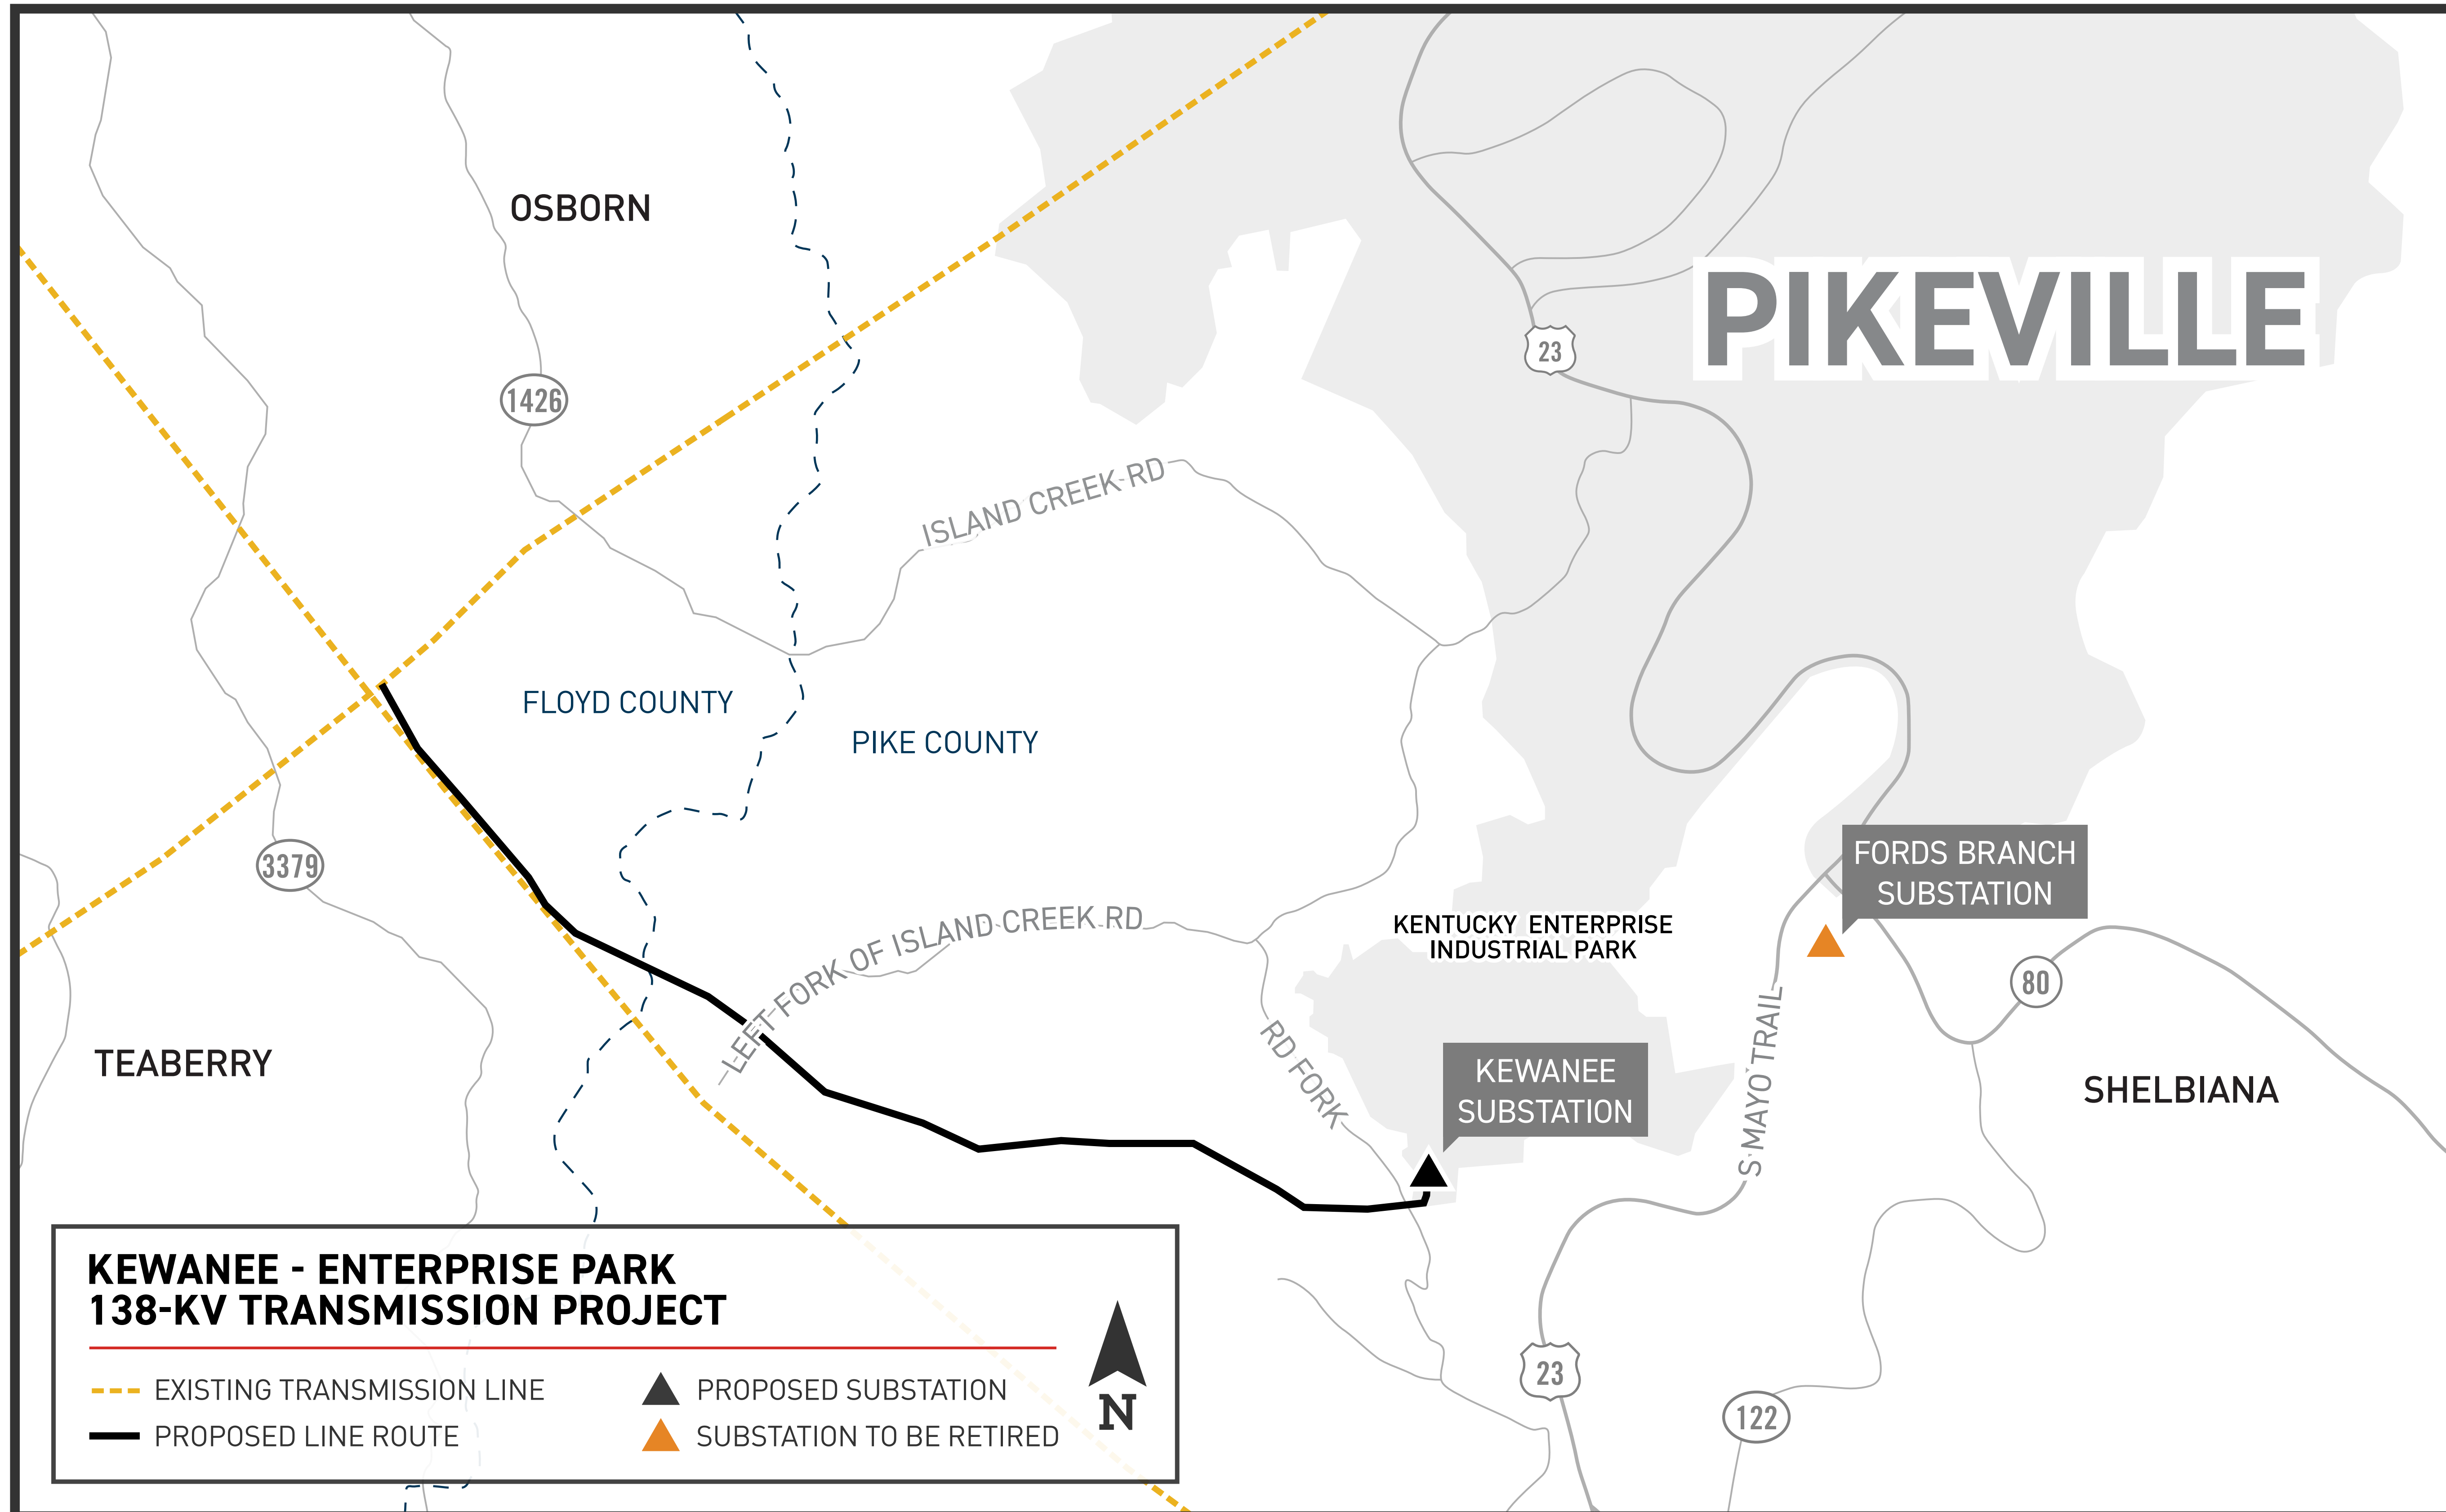 OSBORN
PIKEVILLE
23
1426
ISLAND CREEK RD
FLOYD COUNTY
PIKE COUNTY
3379
FORDS BRANCH
SUBSTATION
LEFT FORK OF ISLAND CREEK RD
KENTUCKY ENTERPRISE
INDUSTRIAL PARK
80
TEABERRY
RD FORK
KEWANEE
SUBSTATION
S MAYO TRAIL
SHELBIANA
KEWANEE - ENTERPRISE PARK
138-KV TRANSMISSION PROJECT
EXISTING TRANSMISSION LINE
PROPOSED LINE ROUTE
PROPOSED SUBSTATION
SUBSTATION TO BE RETIRED
N
23
122